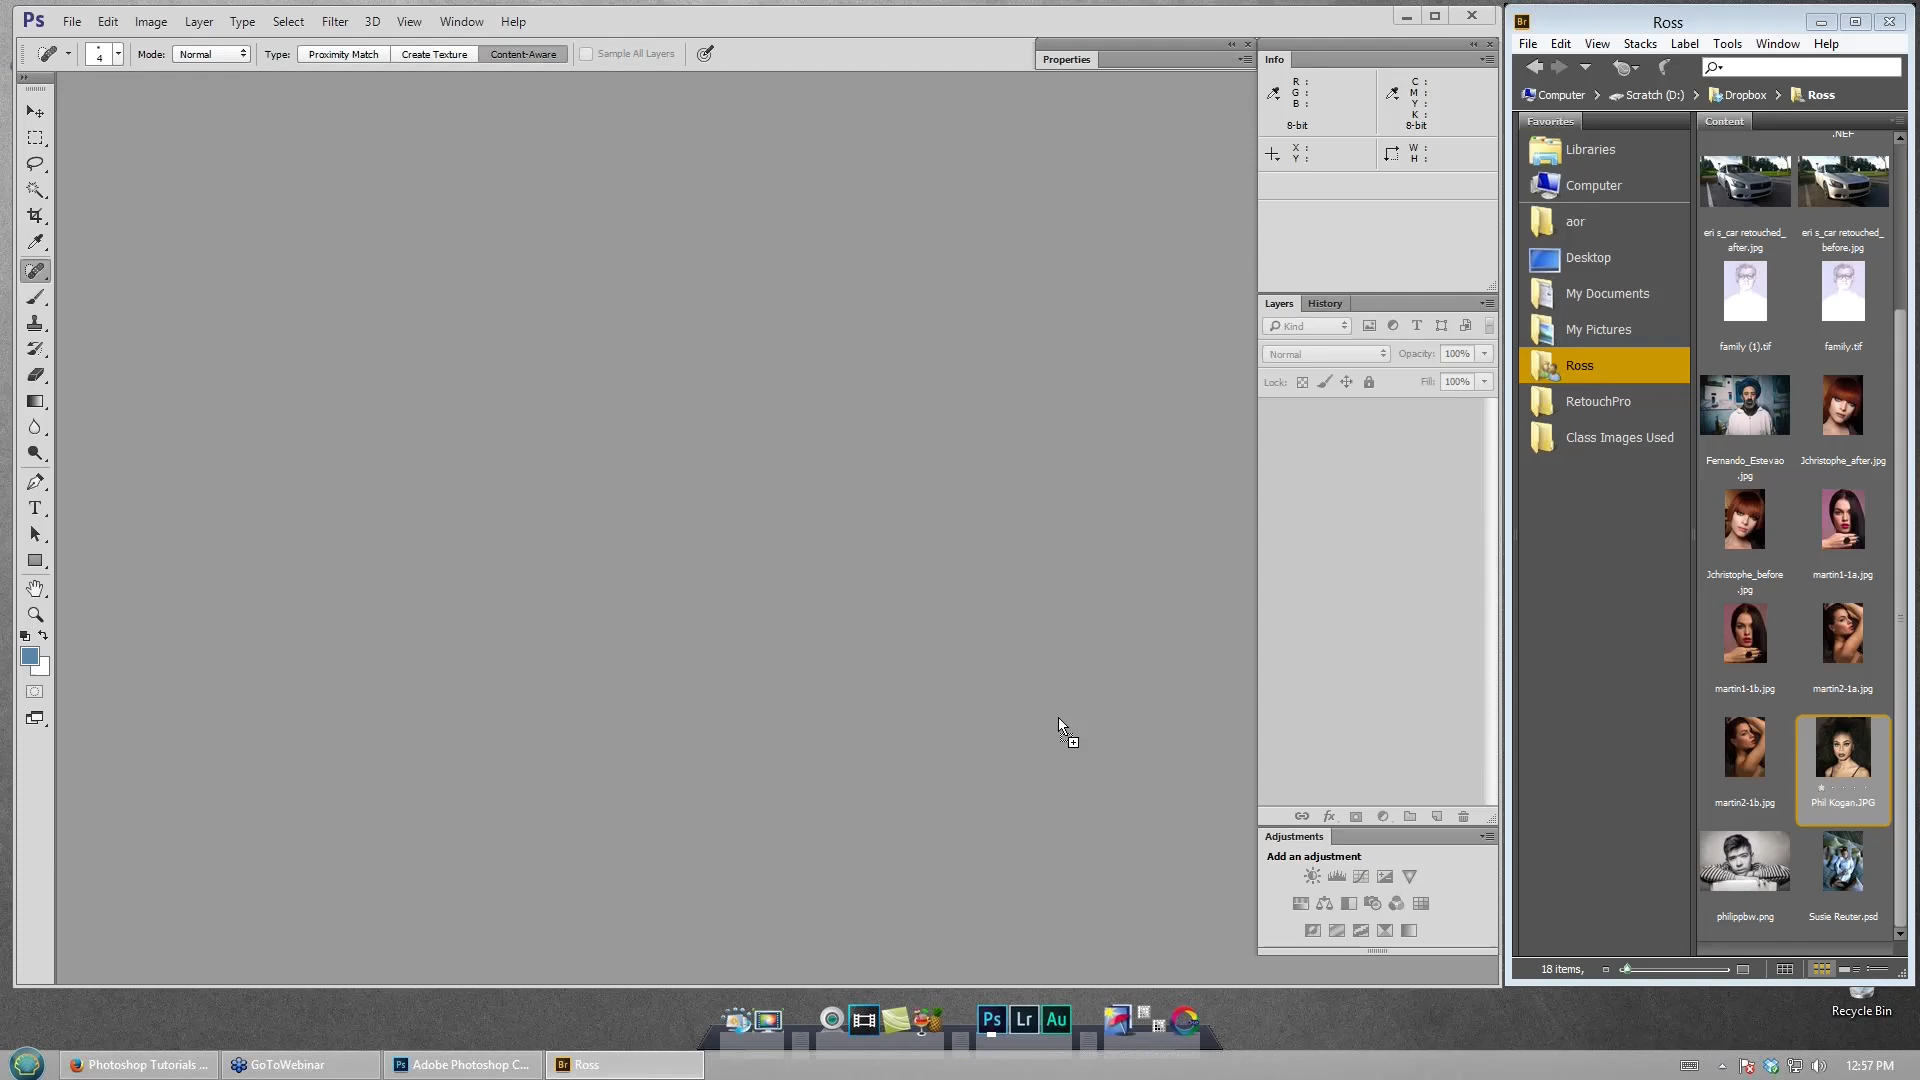 Ps File Edit Image Layer Type Select Filter 3D View Window Help
4 Mode: Normal Type: Proximity Match Create Texture Content-Aware Sample All Layers
Properties
Info
R :
G :
B :
8-bit
C :
M :
Y :
K :
8-bit
X :
Y :
W :
H :
Layers History
Kind
Normal Opacity: 100%
Lock: Fill: 100%
fx
Adjustments
Add an adjustment
Br Ross
File Edit View Stacks Label Tools Window Help
Computer Scratch (D:) Dropbox Ross
Favorites
Libraries
Computer
aor
Desktop
My Documents
My Pictures
Ross
RetouchPro
Class Images Used
Content
.NEF
eri s_car retouched_
after.jpg
eri s_car retouched_
before.jpg
family (1).tif
family.tif
Fernando_Estevao
.jpg
Jchristophe_after.jpg
Jchristophe_before
.jpg
martin1-1a.jpg
martin1-1b.jpg
martin2-1a.jpg
martin2-1b.jpg
Phil Kogan.JPG
philippbw.png
Susie Reuter.psd
18 items,
Recycle Bin
Ps Lr Au
Photoshop Tutorials ...
GoToWebinar
Ps Adobe Photoshop C...
Br Ross
12:57 PM